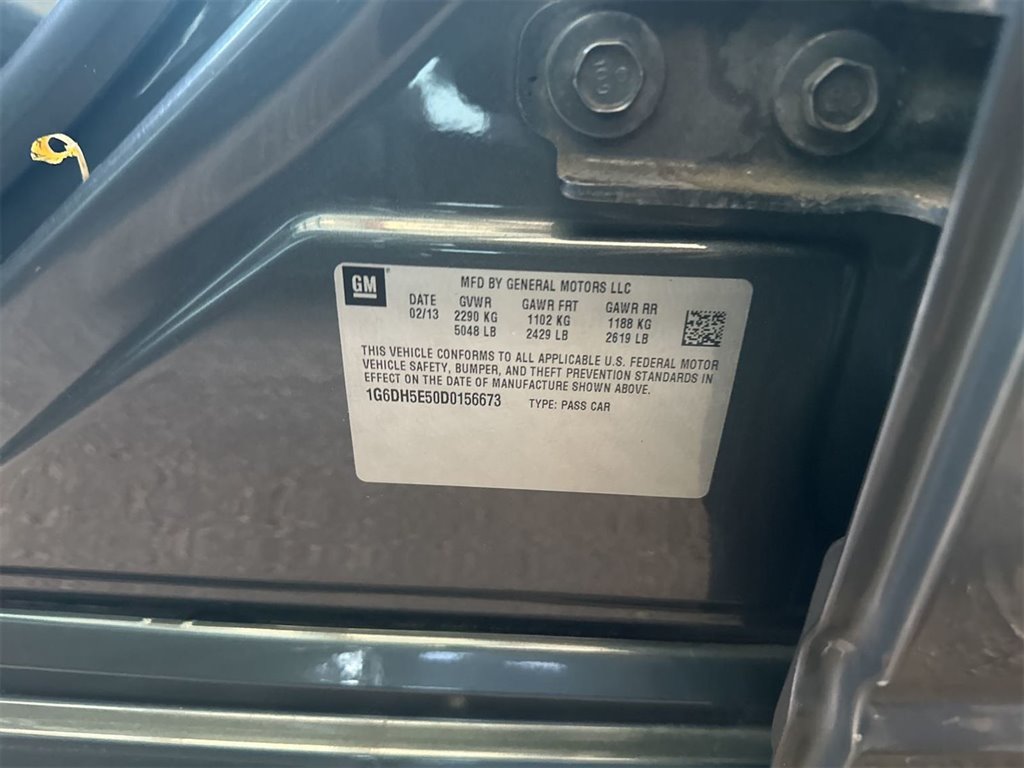 GM
MFD BY GENERAL MOTORS LLC
DATE GVWR GAWR FRT GAWR RR
02/13 2290 KG 1102 KG 1188 KG
5048 LB 2429 LB 2619 LB
THIS VEHICLE CONFORMS TO ALL APPLICABLE U.S. FEDERAL MOTOR
VEHICLE SAFETY, BUMPER, AND THEFT PREVENTION STANDARDS IN
EFFECT ON THE DATE OF MANUFACTURE SHOWN ABOVE.
1G6DH5E50D0156673 TYPE: PASS CAR